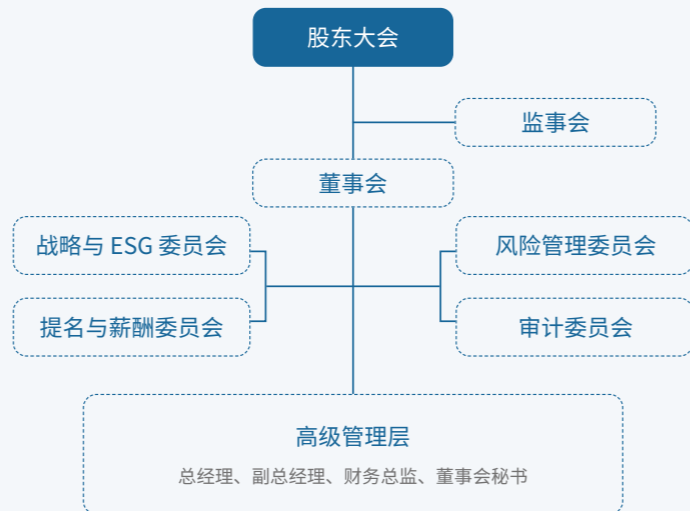 股东大会
监事会
董事会
战略与 ESG 委员会
风险管理委员会
提名与薪酬委员会
审计委员会
高级管理层
总经理、副总经理、财务总监、董事会秘书